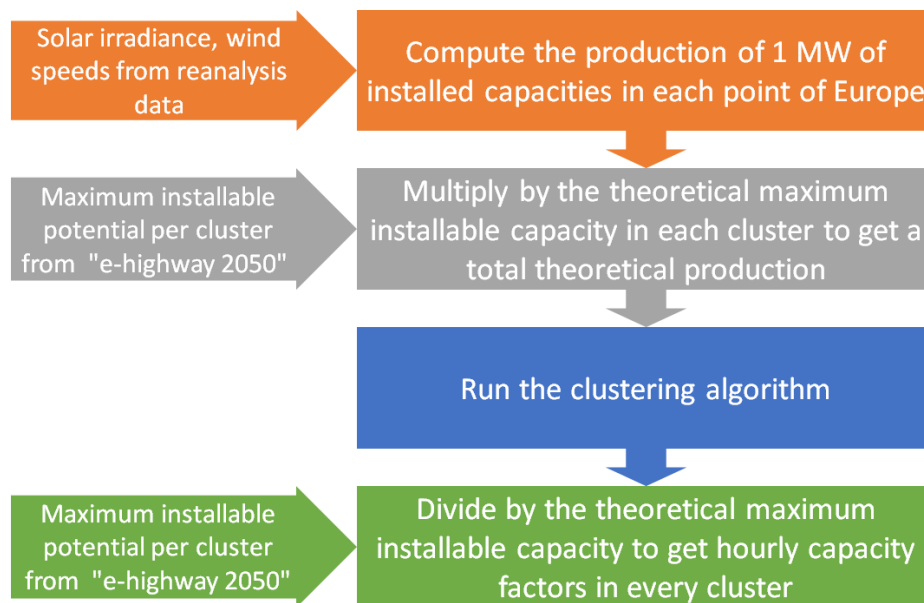 Solar irradiance, wind
speeds from reanalysis
data
Compute the production of 1 MW of
installed capacities in each point of Europe
Maximum installable
potential per cluster
from "e-highway 2050"
Multiply by the theoretical maximum
installable capacity in each cluster to get a
total theoretical production
Run the clustering algorithm
Maximum installable
potential per cluster
from "e-highway 2050"
Divide by the theoretical maximum
installable capacity to get hourly capacity
factors in every cluster